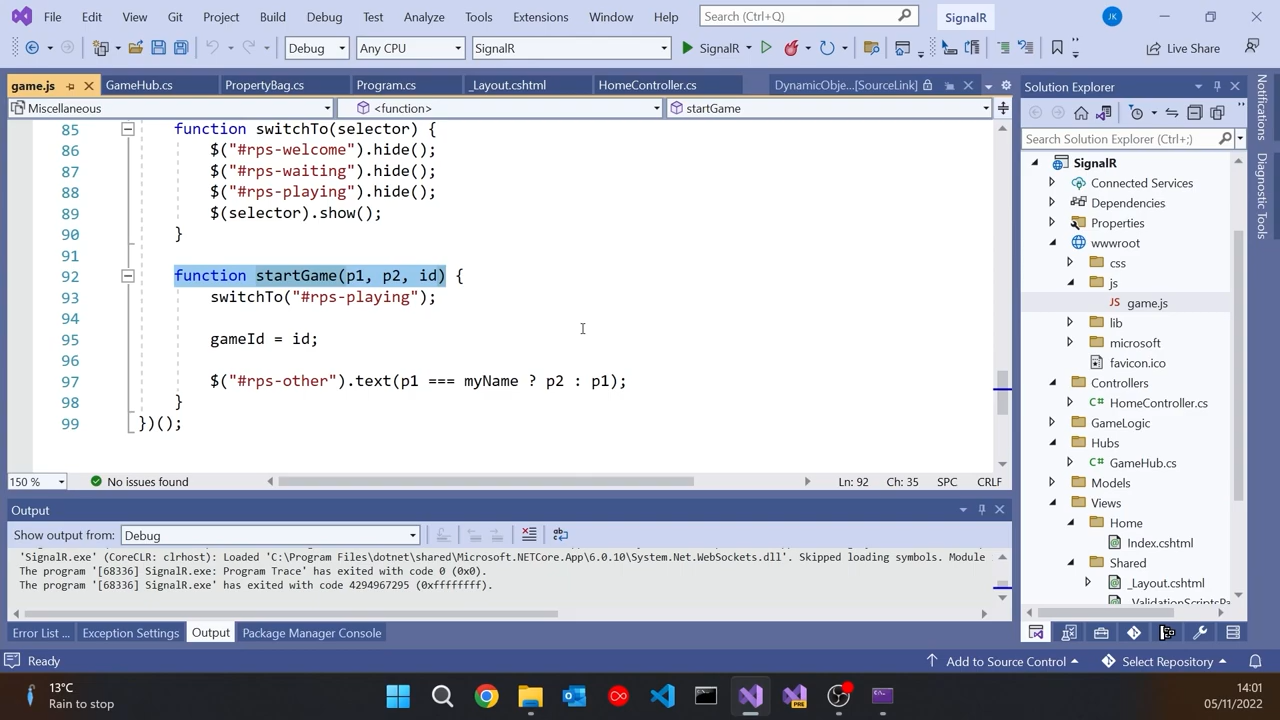 File Edit View Git Project Build Debug Test Analyze Tools Extensions Window Help Search (Ctrl+Q) SignalR JK
Debug Any CPU SignalR SignalR Live Share
game.js GameHub.cs PropertyBag.cs Program.cs _Layout.cshtml HomeController.cs DynamicObje...[SourceLink]
Miscellaneous <function> startGame
85 function switchTo(selector) {
86 $("#rps-welcome").hide();
87 $("#rps-waiting").hide();
88 $("#rps-playing").hide();
89 $(selector).show();
90 }
91
92 function startGame(p1, p2, id) {
93 switchTo("#rps-playing");
94
95 gameId = id;
96
97 $("#rps-other").text(p1 === myName ? p2 : p1);
98 }
99 })();
150 % No issues found Ln: 92 Ch: 35 SPC CRLF
Output
Show output from: Debug
'SignalR.exe' (CoreCLR: clrhost): Loaded 'C:\Program Files\dotnet\shared\Microsoft.NETCore.App\6.0.10\System.Net.WebSockets.dll'. Skipped loading symbols. Module
The program '[68336] SignalR.exe: Program Trace' has exited with code 0 (0x0).
The program '[68336] SignalR.exe' has exited with code 4294967295 (0xffffffff).
Error List ... Exception Settings Output Package Manager Console
Solution Explorer
Search Solution Explorer (Ctrl+;)
SignalR
Connected Services
Dependencies
Properties
wwwroot
css
js
JS game.js
lib
microsoft
favicon.ico
Controllers
C# HomeController.cs
GameLogic
Hubs
C# GameHub.cs
Models
Views
Home
Index.cshtml
Shared
_Layout.cshtml
_ValidationScriptsPa
Notifications
Diagnostic Tools
Ready Add to Source Control Select Repository
13°C
Rain to stop
PRE
14:01
05/11/2022